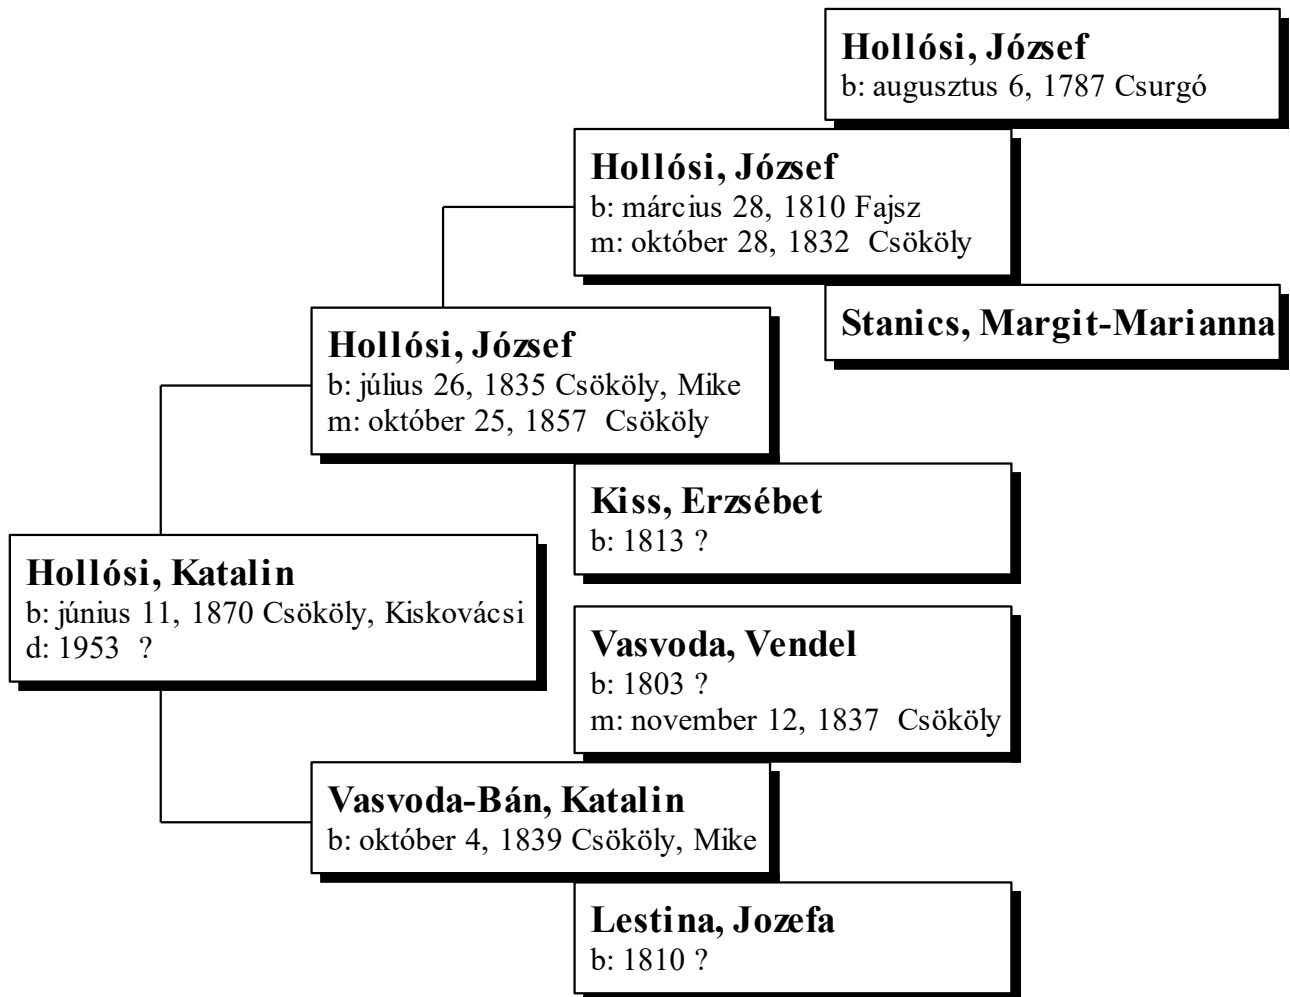 Hollósi, József
b: augusztus 6, 1787 Csurgó
Hollósi, József
b: március 28, 1810 Fajsz
m: október 28, 1832 Csököly
Stanics, Margit-Marianna
Hollósi, József
b: július 26, 1835 Csököly, Mike
m: október 25, 1857 Csököly
Kiss, Erzsébet
b: 1813 ?
Hollósi, Katalin
b: június 11, 1870 Csököly, Kiskovácsi
d: 1953 ?
Vasvoda, Vendel
b: 1803 ?
m: november 12, 1837 Csököly
Vasvoda-Bán, Katalin
b: október 4, 1839 Csököly, Mike
Lestina, Jozefa
b: 1810 ?